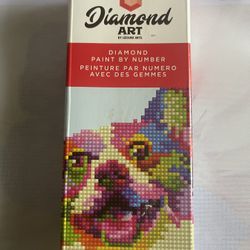 Diamond
ART
BY LEISURE ARTS
DIAMOND
PAINT BY NUMBER
PEINTURE PAR NUMÉRO
AVEC DES GEMMES